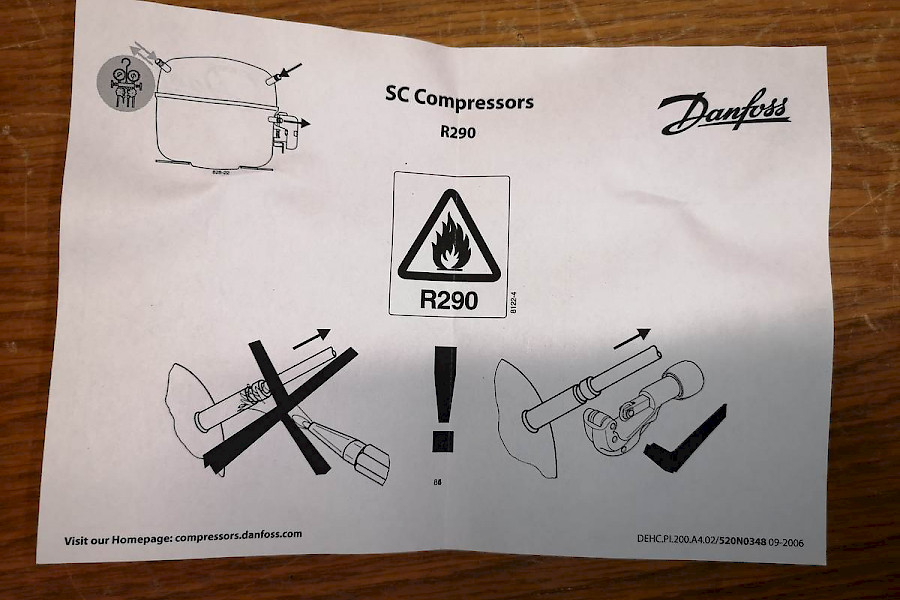 SC Compressors
R290
Danfoss
R290
8122-4
Visit our Homepage: compressors.danfoss.com
DEHC.PI.200.A4.02/520N0348 09-2006